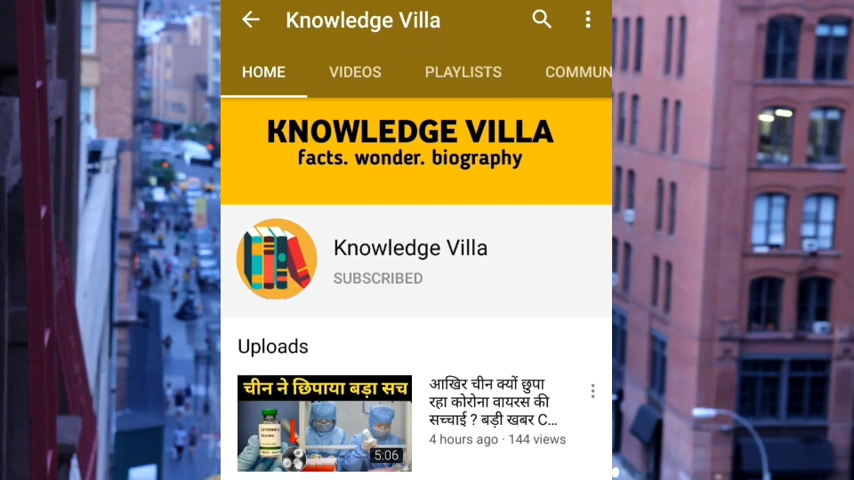 Knowledge Villa
HOME VIDEOS PLAYLISTS COMMUN
KNOWLEDGE VILLA
facts. wonder. biography
Knowledge Villa
SUBSCRIBED
Uploads
चीन ने छिपाया बड़ा सच
5:06
आखिर चीन क्यों छुपा
रहा कोरोना वायरस की
सच्चाई ? बड़ी खबर C...
4 hours ago · 144 views